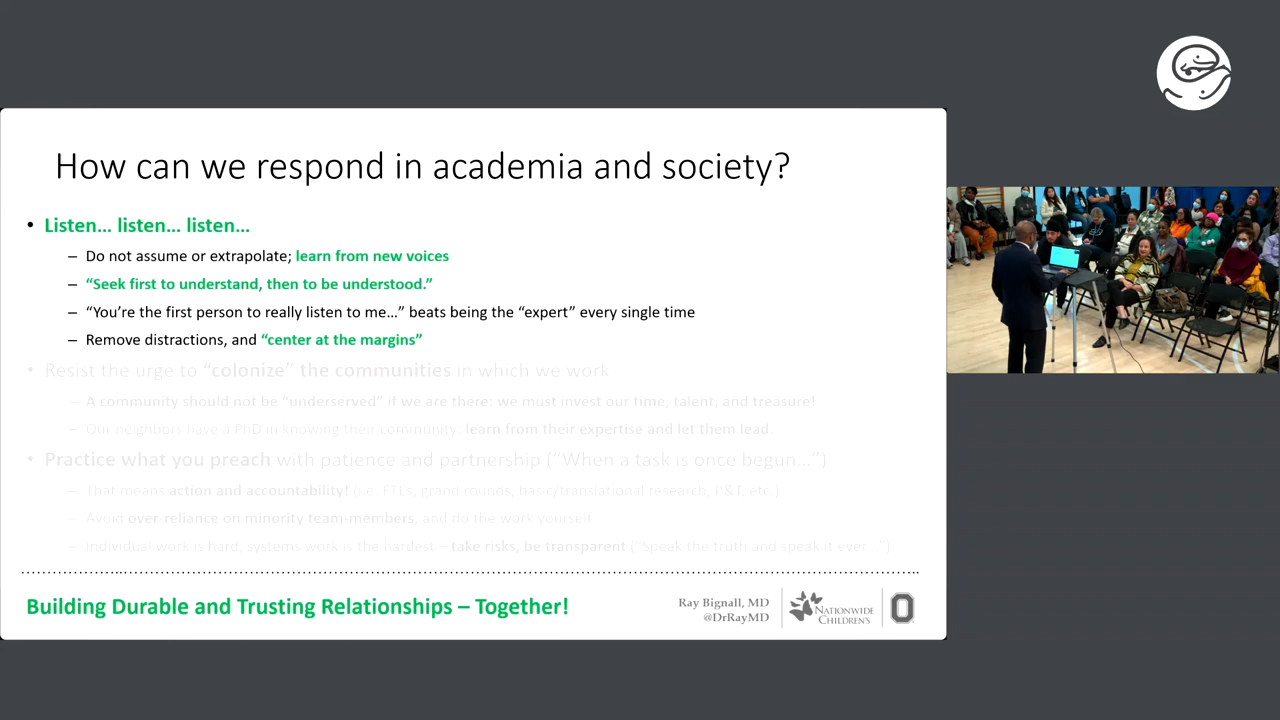 How can we respond in academia and society?
• Listen... listen... listen...
– Do not assume or extrapolate; learn from new voices
– “Seek first to understand, then to be understood.”
– “You’re the first person to really listen to me...” beats being the “expert” every single time
– Remove distractions, and “center at the margins”
• Resist the urge to “colonize” the communities in which we work
– A community should not be “underserved” if we are there: we must invest our time, talent, and treasure!
– Our neighbors have a PhD in knowing their community: learn from their expertise and let them lead.
• Practice what you preach with patience and partnership (“When a task is once begun...”)
– That means action and accountability! (i.e. FTEs, grand rounds, basic/translational research, P&T, etc.)
– Avoid over-reliance on minority team-members, and do the work yourself
– Individual work is hard, systems work is the hardest – take risks, be transparent (“Speak the truth and speak it ever...”)
Building Durable and Trusting Relationships – Together!
Ray Bignall, MD
@DrRayMD
NATIONWIDE
CHILDREN'S